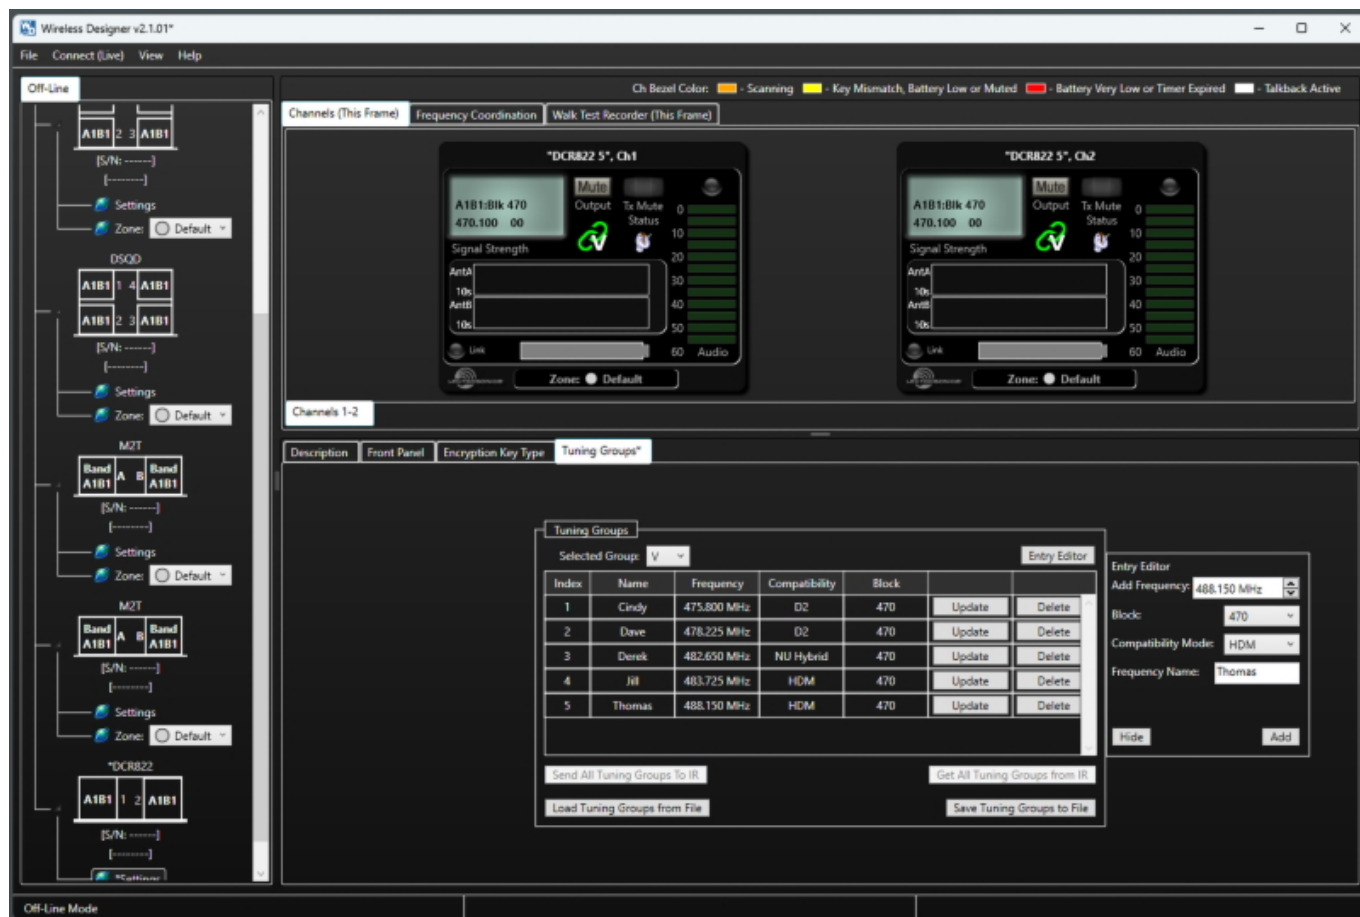 Wireless Designer v2.1.01*
File Connect (Live) View Help
Off-Line
A1B1 2 3 A1B1
[S/N: ------]
[--------]
Settings
Zone: Default
DSQD
A1B1 1 4 A1B1
A1B1 2 3 A1B1
[S/N: ------]
[--------]
Settings
Zone: Default
M2T
Band A1B1 A B Band A1B1
[S/N: ------]
[--------]
Settings
Zone: Default
M2T
Band A1B1 A B Band A1B1
[S/N: ------]
[--------]
Settings
Zone: Default
*DCR822
A1B1 1 2 A1B1
[S/N: ------]
[--------]
*Settings
Ch Bezel Color: - Scanning - Key Mismatch, Battery Low or Muted - Battery Very Low or Timer Expired - Talkback Active
Channels (This Frame) Frequency Coordination Walk Test Recorder (This Frame)
"DCR822 5", Ch1
A1B1:Blk 470
470.100 00
Mute
Output
Tx Mute
Status
Signal Strength
AntA
10s
AntB
10s
Link
0
10
20
30
40
50
60 Audio
Zone: Default
"DCR822 5", Ch2
A1B1:Blk 470
470.100 00
Mute
Output
Tx Mute
Status
Signal Strength
AntA
10s
AntB
10s
Link
0
10
20
30
40
50
60 Audio
Zone: Default
Channels 1-2
Description Front Panel Encryption Key Type Tuning Groups*
Tuning Groups
Selected Group: V Entry Editor
Index Name Frequency Compatibility Block
1 Cindy 475.800 MHz D2 470 Update Delete
2 Dave 478.225 MHz D2 470 Update Delete
3 Derek 482.650 MHz NU Hybrid 470 Update Delete
4 Jill 483.725 MHz HDM 470 Update Delete
5 Thomas 488.150 MHz HDM 470 Update Delete
Send All Tuning Groups To IR Get All Tuning Groups from IR
Load Tuning Groups from File Save Tuning Groups to File
Entry Editor
Add Frequency: 488.150 MHz
Block: 470
Compatibility Mode: HDM
Frequency Name: Thomas
Hide Add
Off-Line Mode